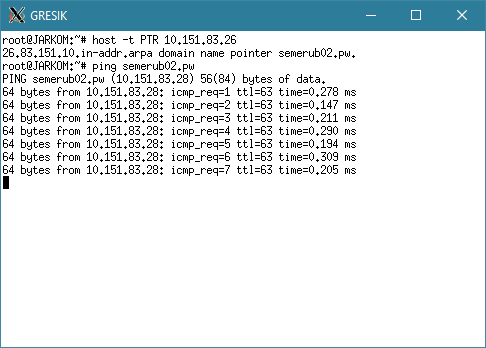 GRESIK
root@JARKOM:~# host -t PTR 10.151.83.26
26.83.151.10.in-addr.arpa domain name pointer semerub02.pw.
root@JARKOM:~# ping semerub02.pw
PING semerub02.pw (10.151.83.28) 56(84) bytes of data.
64 bytes from 10.151.83.28: icmp_req=1 ttl=63 time=0.278 ms
64 bytes from 10.151.83.28: icmp_req=2 ttl=63 time=0.147 ms
64 bytes from 10.151.83.28: icmp_req=3 ttl=63 time=0.211 ms
64 bytes from 10.151.83.28: icmp_req=4 ttl=63 time=0.290 ms
64 bytes from 10.151.83.28: icmp_req=5 ttl=63 time=0.194 ms
64 bytes from 10.151.83.28: icmp_req=6 ttl=63 time=0.309 ms
64 bytes from 10.151.83.28: icmp_req=7 ttl=63 time=0.205 ms